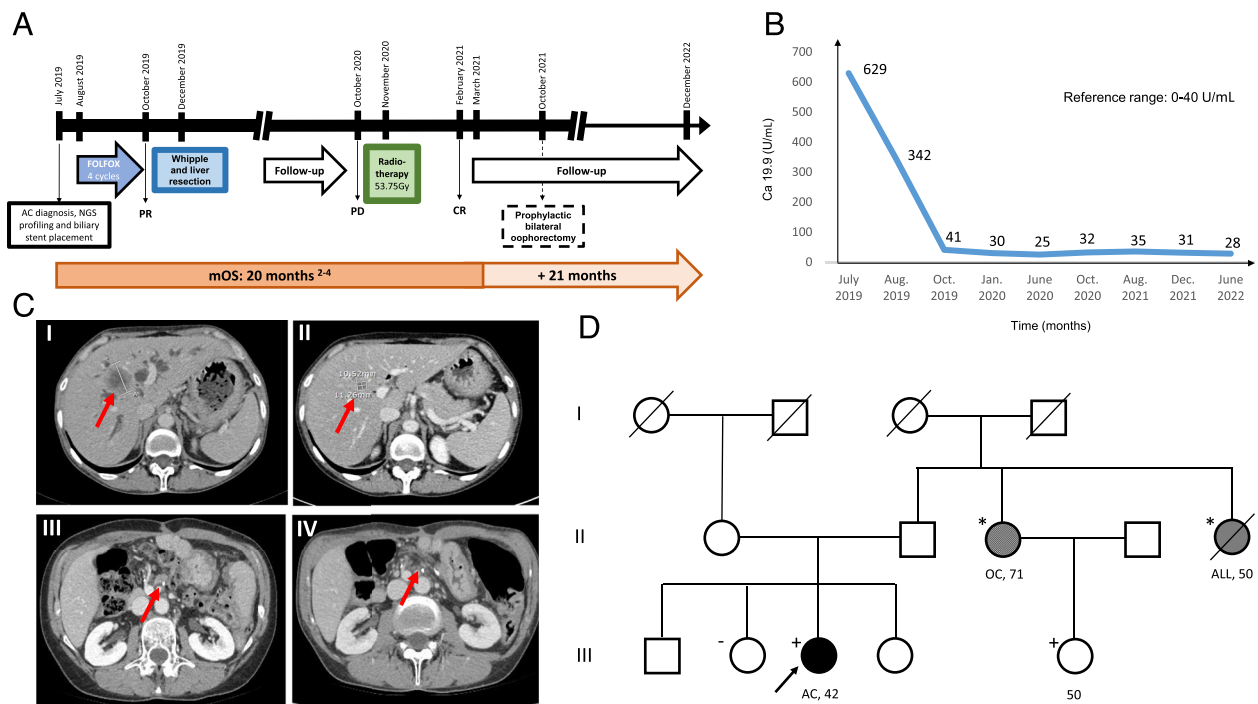 A
July 2019
August 2019
October 2019
December 2019
October 2020
November 2020
February 2021
March 2021
October 2021
December 2022
FOLFOX
4 cycles
Whipple
and liver
resection
Follow-up
Radio-
therapy
53.75Gy
Follow-up
AC diagnosis, NGS
profiling and biliary
stent placement
PR
PD
CR
Prophylactic
bilateral
oophorectomy
mOS: 20 months 2-4
+ 21 months
B
Ca 19.9 (U/mL)
700
600
500
400
300
200
100
0
629
342
41
30
25
32
35
31
28
Reference range: 0-40 U/mL
July
2019
Aug.
2019
Oct.
2019
Jan.
2020
June
2020
Oct.
2020
Aug.
2021
Dec.
2021
June
2022
Time (months)
C
I
II
10.52mm
11.26mm
III
IV
D
I
II
* 
OC, 71
*
ALL, 50
III
-
+
AC, 42
+
50